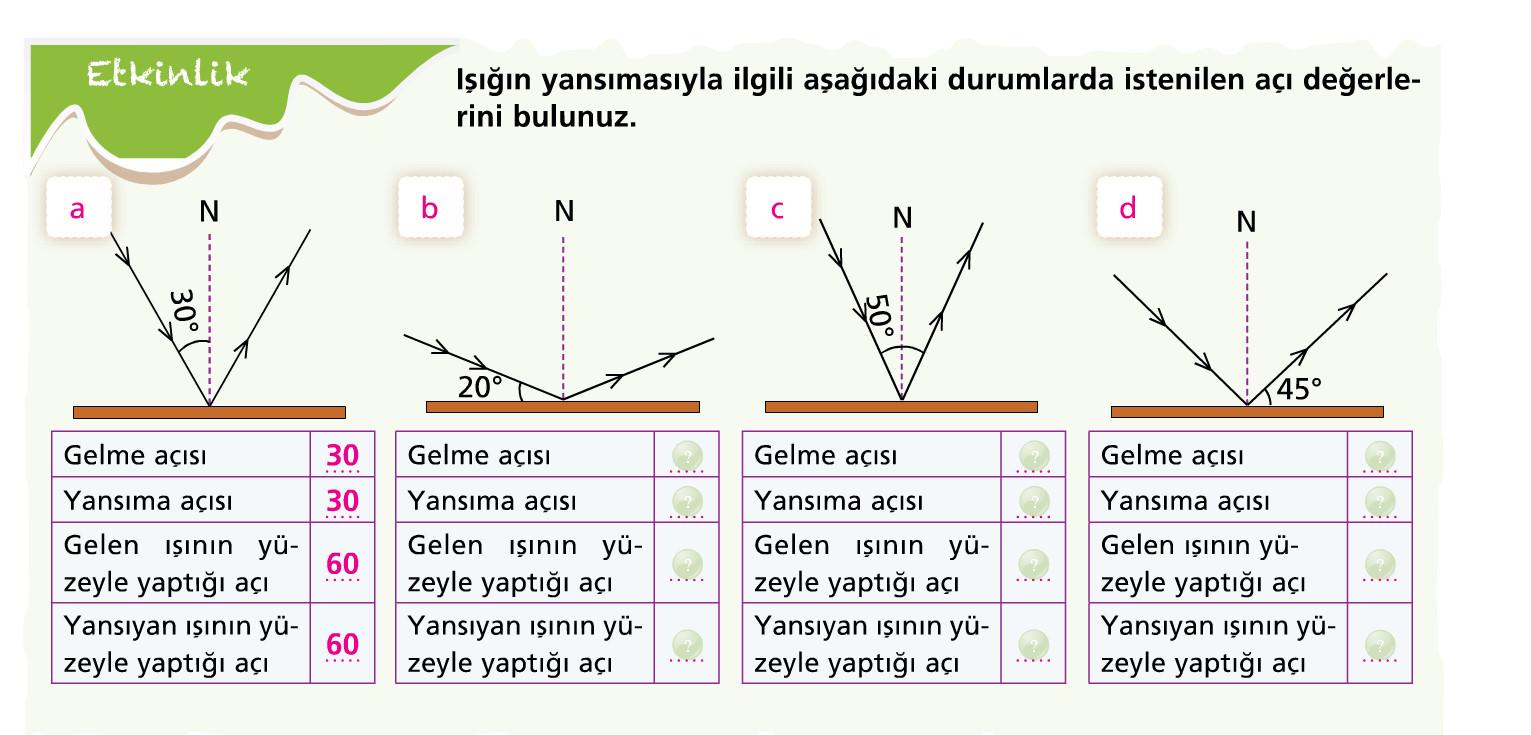 Etkinlik
Işığın yansımasıyla ilgili aşağıdaki durumlarda istenilen açı değerle-
rini bulunuz.
a
N
30°
Gelme açısı 30
Yansıma açısı 30
Gelen ışının yü-
zeyle yaptığı açı 60
Yansıyan ışının yü-
zeyle yaptığı açı 60
b
N
20°
Gelme açısı ?
Yansıma açısı ?
Gelen ışının yü-
zeyle yaptığı açı ?
Yansıyan ışının yü-
zeyle yaptığı açı ?
c
N
50°
Gelme açısı ?
Yansıma açısı ?
Gelen ışının yü-
zeyle yaptığı açı ?
Yansıyan ışının yü-
zeyle yaptığı açı ?
d
N
45°
Gelme açısı ?
Yansıma açısı ?
Gelen ışının yü-
zeyle yaptığı açı ?
Yansıyan ışının yü-
zeyle yaptığı açı ?